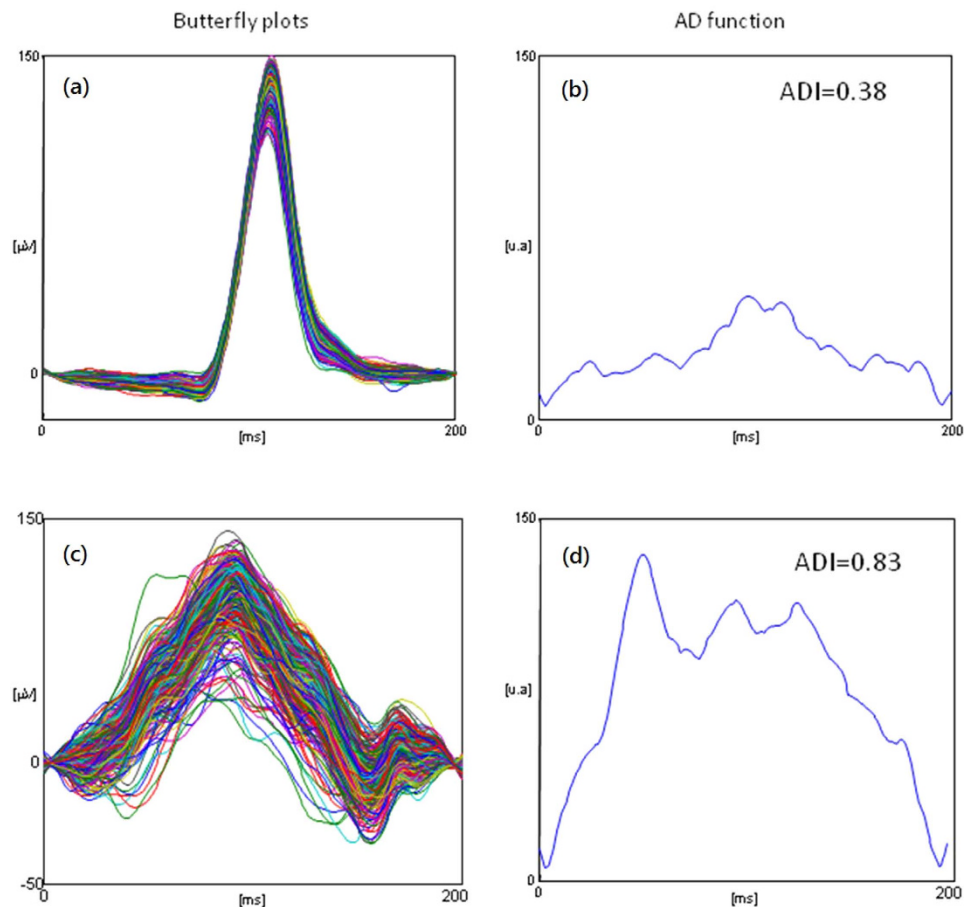 Butterfly plots
AD function
150
(a)
[µV]
0
0
[ms]
200
150
(b)
ADI=0.38
[u.a]
0
0
[ms]
200
150
(c)
[µV]
0
-50
0
[ms]
200
150
(d)
ADI=0.83
[u.a]
0
0
[ms]
200